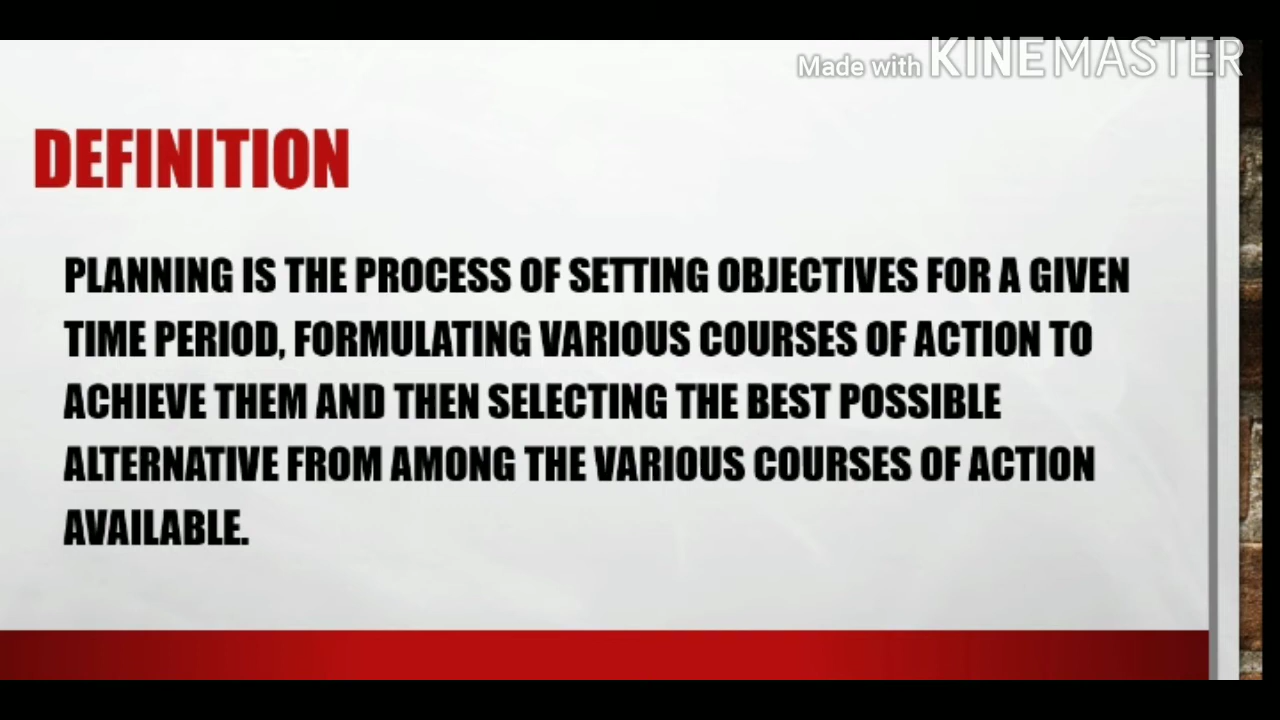 Made with KINEMASTER
DEFINITION
PLANNING IS THE PROCESS OF SETTING OBJECTIVES FOR A GIVEN
TIME PERIOD, FORMULATING VARIOUS COURSES OF ACTION TO
ACHIEVE THEM AND THEN SELECTING THE BEST POSSIBLE
ALTERNATIVE FROM AMONG THE VARIOUS COURSES OF ACTION
AVAILABLE.